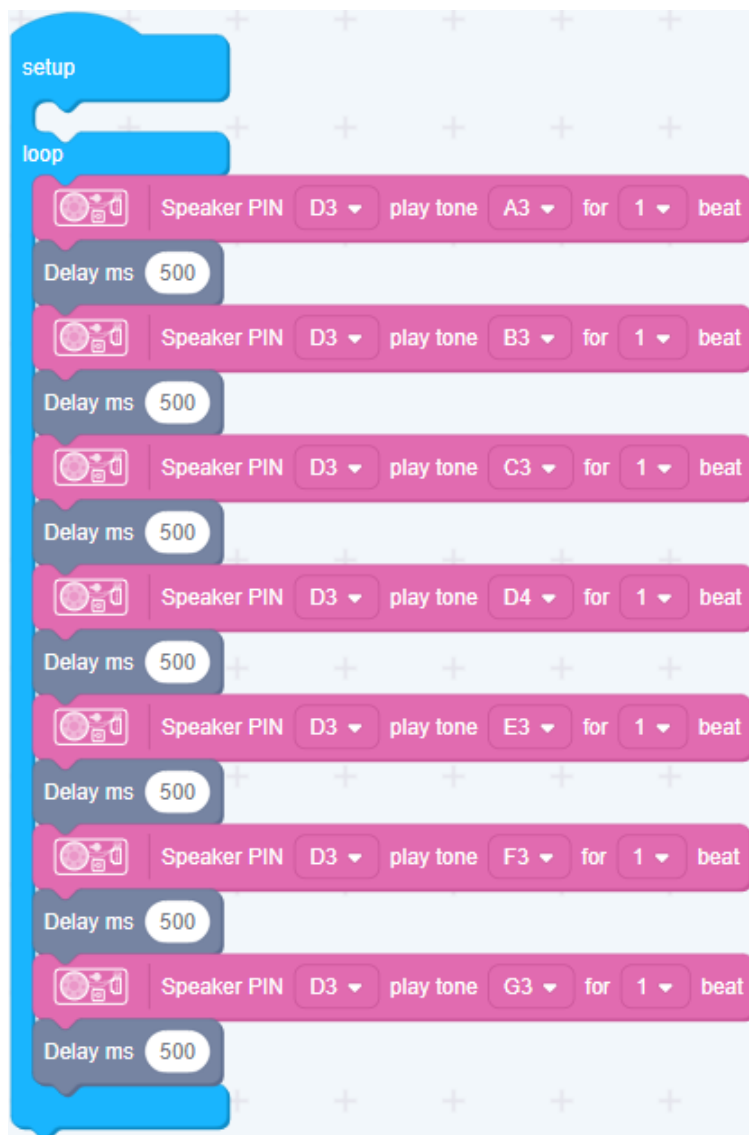 setup
loop
Speaker PIN D3 play tone A3 for 1 beat
Delay ms 500
Speaker PIN D3 play tone B3 for 1 beat
Delay ms 500
Speaker PIN D3 play tone C3 for 1 beat
Delay ms 500
Speaker PIN D3 play tone D4 for 1 beat
Delay ms 500
Speaker PIN D3 play tone E3 for 1 beat
Delay ms 500
Speaker PIN D3 play tone F3 for 1 beat
Delay ms 500
Speaker PIN D3 play tone G3 for 1 beat
Delay ms 500